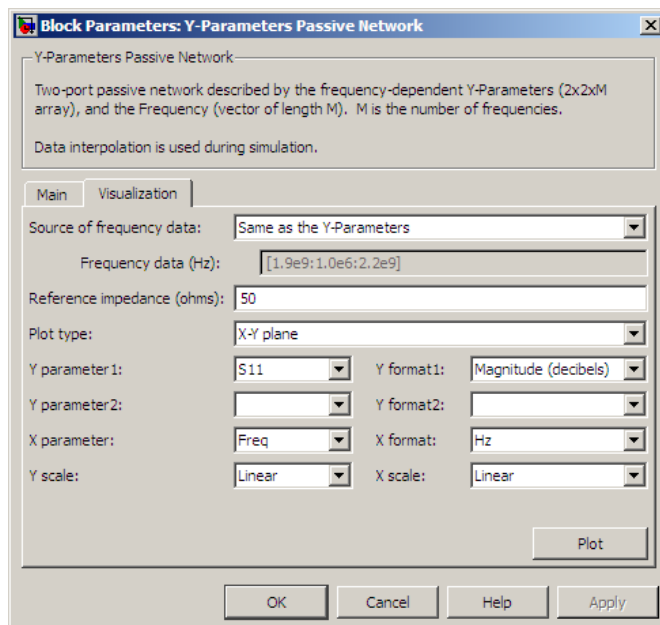 Block Parameters: Y-Parameters Passive Network
Y-Parameters Passive Network
Two-port passive network described by the frequency-dependent Y-Parameters (2x2xM
array), and the Frequency (vector of length M). M is the number of frequencies.
Data interpolation is used during simulation.
Main Visualization
Source of frequency data: Same as the Y-Parameters
Frequency data (Hz): [1.9e9:1.0e6:2.2e9]
Reference impedance (ohms): 50
Plot type: X-Y plane
Y parameter1: S11 Y format1: Magnitude (decibels)
Y parameter2: Y format2:
X parameter: Freq X format: Hz
Y scale: Linear X scale: Linear
Plot
OK Cancel Help Apply